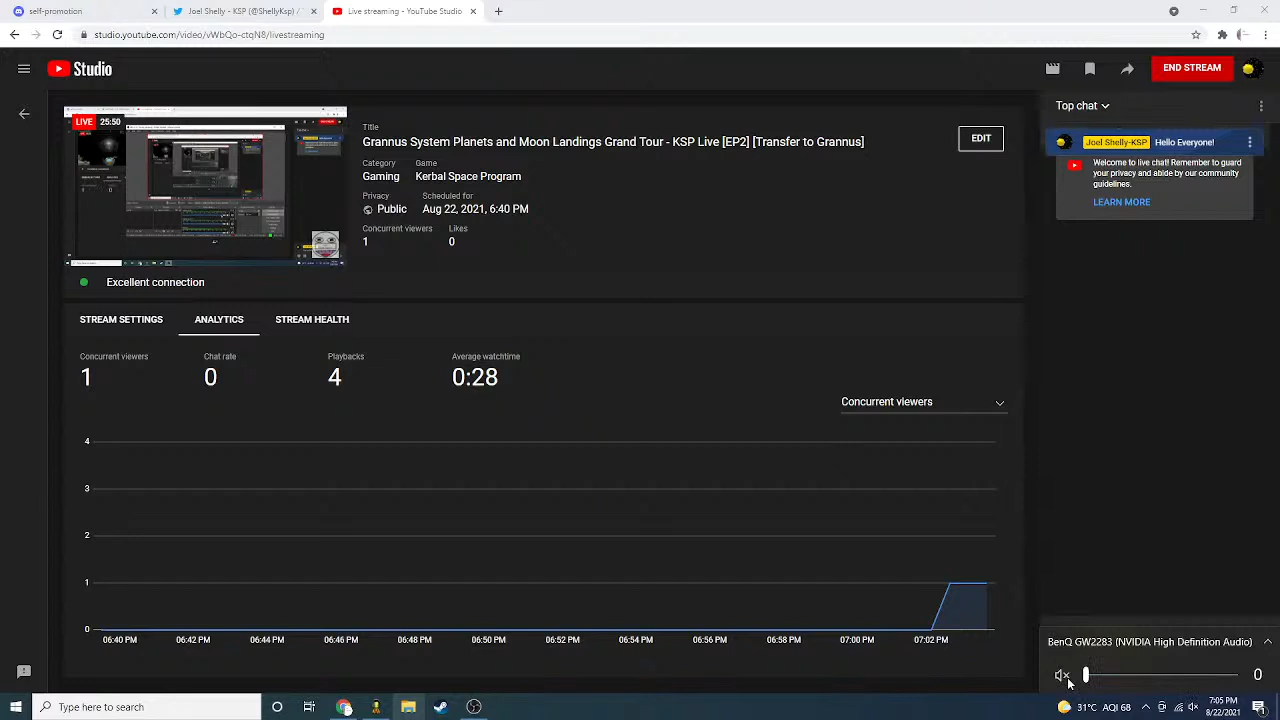 self-promotion
Joel Shelly - KSP (@ShellyKsp) /
Live streaming - YouTube Studio
studio.youtube.com/video/vWbQo-ctqN8/livestreaming
Studio
END STREAM
LIVE 25:50
Title
Grannus System Planets and Moon Landings Grand Tour - KSP Live [Ep1 Transfer to Grannus]
EDIT
Category
Game
Gaming
Kerbal Space Program
Privacy
Scheduled for
Public
Aug 22, 2021, 6:40 PM
Concurrent viewers
Likes
1
0
Excellent connection
Top chat
Joel Shelly KSP Hello Everyone!
Welcome to live chat! Remember to guard
your privacy and abide by our community
guidelines.
LEARN MORE
STREAM SETTINGS
ANALYTICS
STREAM HEALTH
Concurrent viewers
Chat rate
Playbacks
Average watchtime
1
0
4
0:28
Concurrent viewers
4
3
2
1
0
06:40 PM 06:42 PM 06:44 PM 06:46 PM 06:48 PM 06:50 PM 06:52 PM 06:54 PM 06:56 PM 06:58 PM 07:00 PM 07:02 PM
BenQ GW2283 (NVIDIA High Definition Audio)
0
Type here to search
31°C AQI 68
7:05 PM
8/22/2021